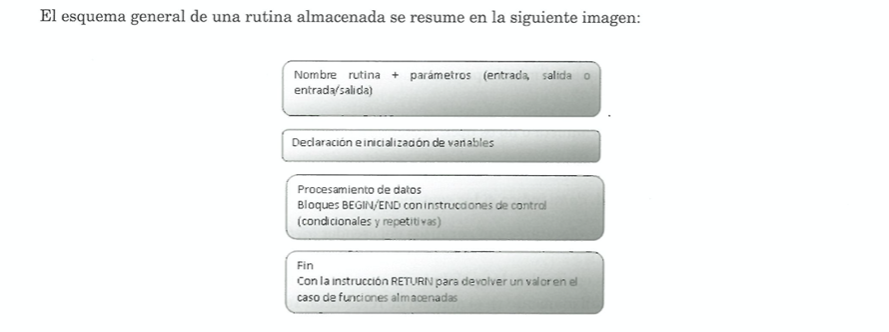 El esquema general de una rutina almacenada se resume en la siguiente imagen:
Nombre rutina + parámetros (entrada, salida o
entrada/salida)
Declaración e inicialización de variables
Procesamiento de datos
Bloques BEGIN/END con instrucciones de control
(condicionales y repetitivas)
Fin
Con la instrucción RETURN para devolver un valor en el
caso de funciones almacenadas